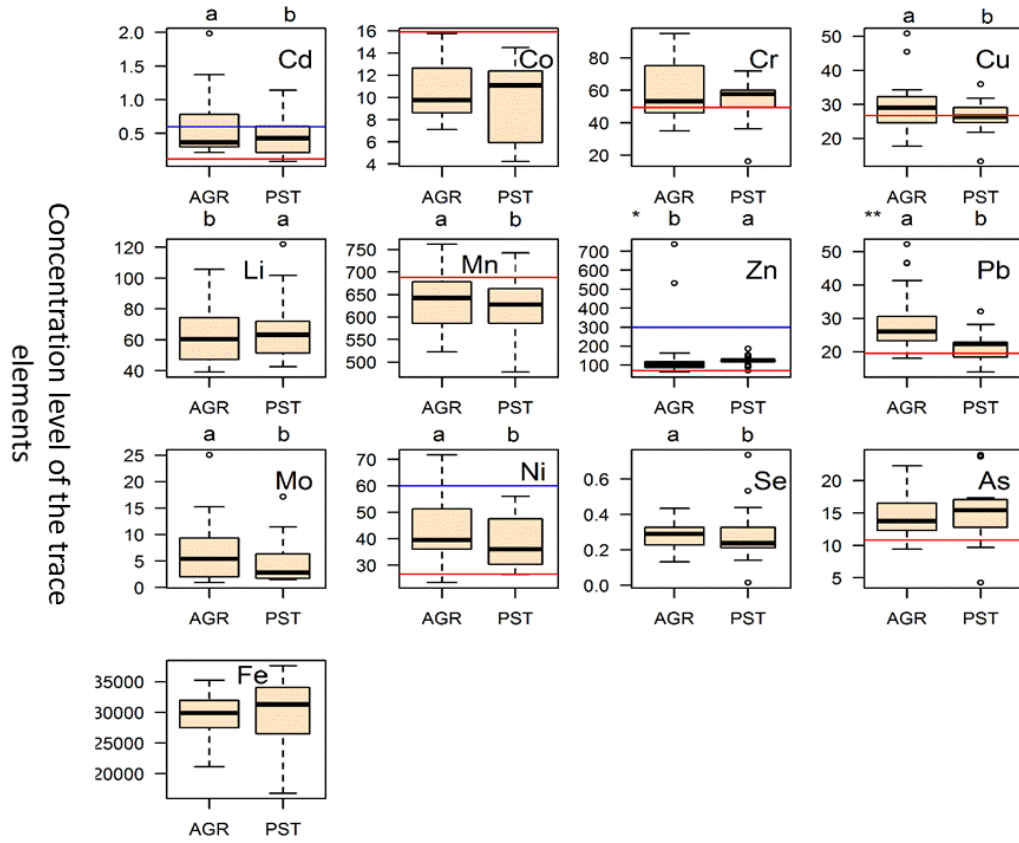 Concentration level of the trace
elements
a b
Cd
2.0
1.5
1.0
0.5
AGR PST
Co
16
14
12
10
8
6
4
AGR PST
Cr
80
60
40
20
AGR PST
a b
Cu
50
40
30
20
AGR PST
b a
Li
120
100
80
60
40
AGR PST
a b
Mn
750
700
650
600
550
500
AGR PST
* b a
Zn
700
600
500
400
300
200
100
AGR PST
** a b
Pb
50
40
30
20
AGR PST
a b
Mo
25
20
15
10
5
0
AGR PST
a b
Ni
70
60
50
40
30
AGR PST
a b
Se
0.6
0.4
0.2
0.0
AGR PST
As
20
15
10
5
AGR PST
Fe
35000
30000
25000
20000
AGR PST